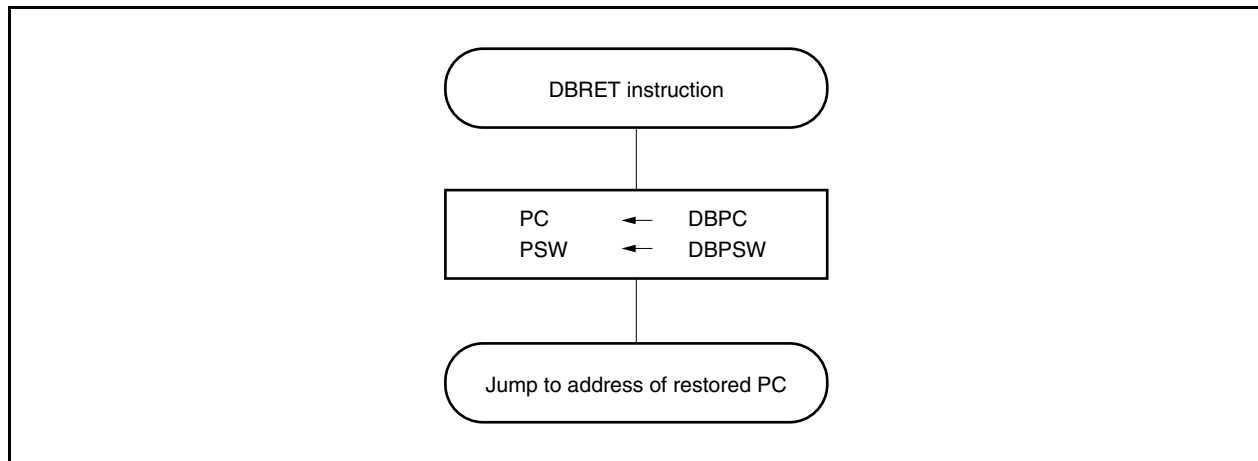 DBRET instruction
PC ← DBPC
PSW ← DBPSW
Jump to address of restored PC